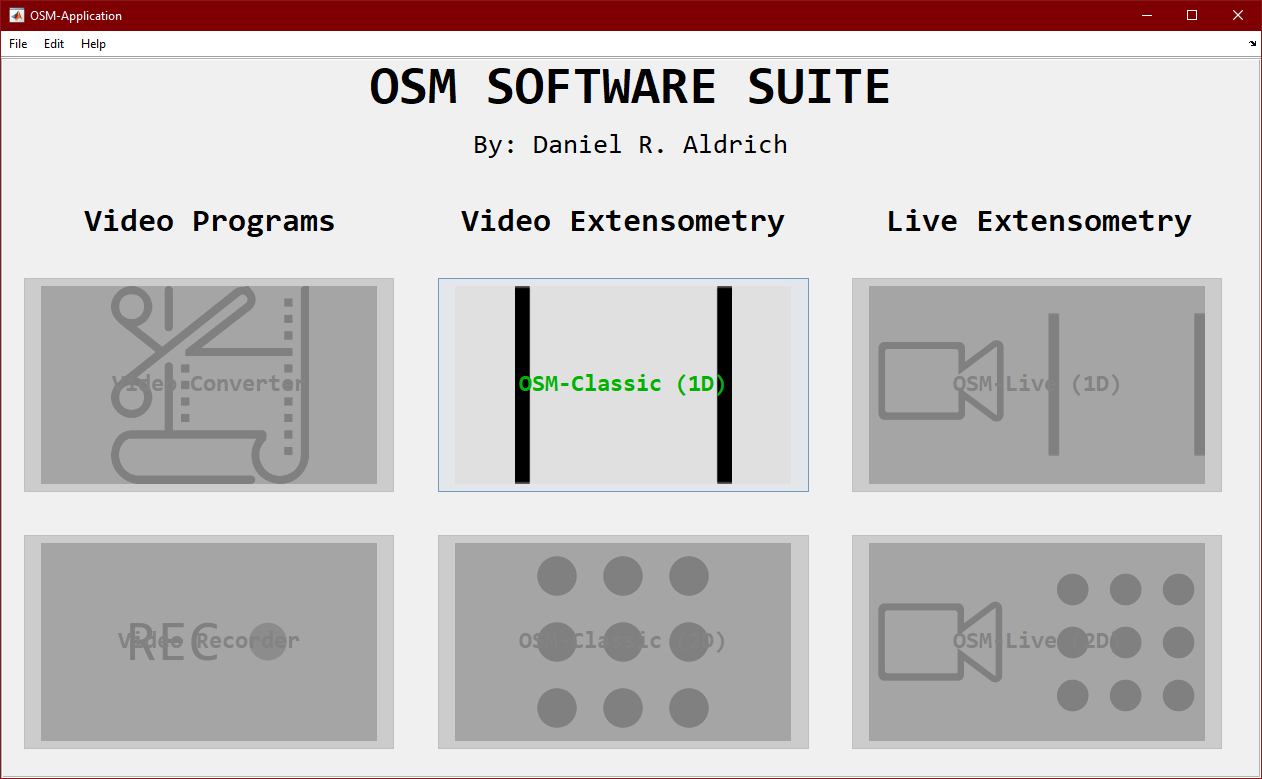 OSM-Application
File Edit Help
OSM SOFTWARE SUITE
By: Daniel R. Aldrich
Video Programs
Video Extensometry
Live Extensometry
Video Converter
OSM-Classic (1D)
OSM-Live (1D)
REC
Video Recorder
OSM-Classic (2D)
OSM-Live (2D)